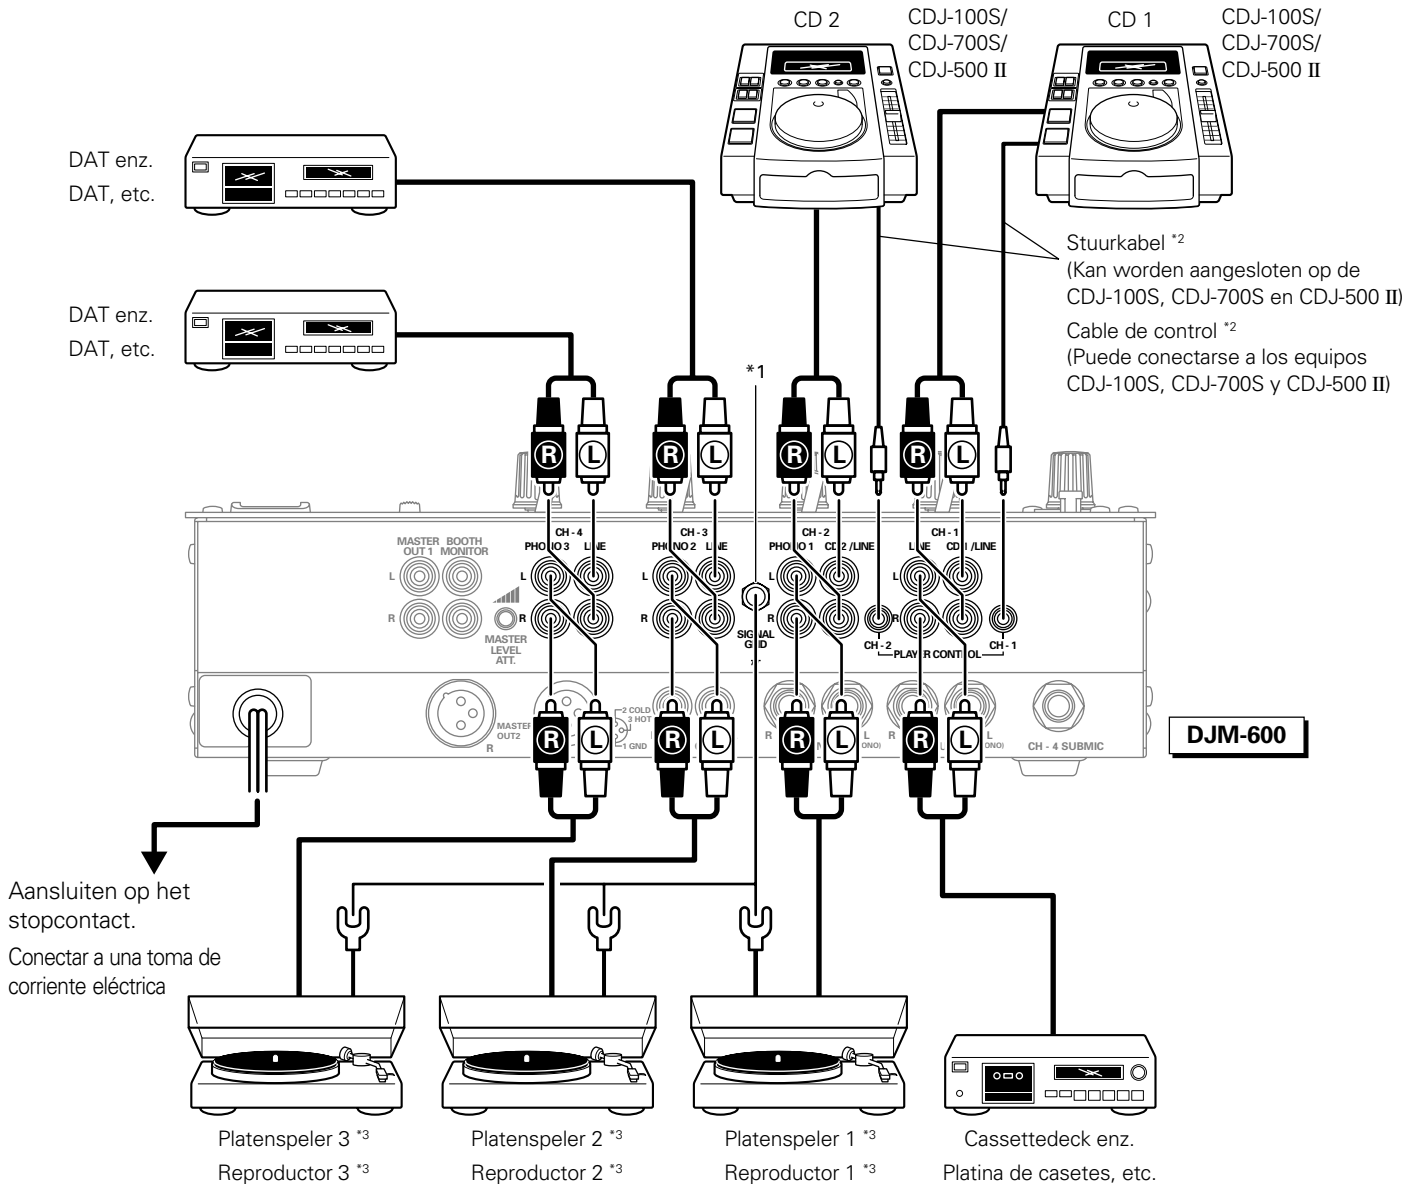 CD 2
CDJ-100S/
CDJ-700S/
CDJ-500 II
CD 1
CDJ-100S/
CDJ-700S/
CDJ-500 II
DAT enz.
DAT, etc.
DAT enz.
DAT, etc.
Stuurkabel *2
(Kan worden aangesloten op de
CDJ-100S, CDJ-700S en CDJ-500 II)
Cable de control *2
(Puede conectarse a los equipos
CDJ-100S, CDJ-700S y CDJ-500 II)
*1
R L R L R L R L
MASTER OUT 1
BOOTH MONITOR
CH - 4
PHONO 3 LINE
CH - 3
PHONO 2 LINE
CH - 2
PHONO 1 CD 2 /LINE
CH - 1
LINE CD 1 /LINE
L L L L L
R R R R R
MASTER
LEVEL
ATT.
SIGNAL
GND
CH - 2
PLAYER CONTROL
CH - 1
MASTER
OUT2
R
2 COLD
3 HOT
1 GND
R L R L R L R L
R
R
L
CH - 4 SUBMIC
DJM-600
Aansluiten op het
stopcontact.
Conectar a una toma de
corriente eléctrica
Platenspeler 3 *3
Reproductor 3 *3
Platenspeler 2 *3
Reproductor 2 *3
Platenspeler 1 *3
Reproductor 1 *3
Cassettedeck enz.
Platina de casetes, etc.